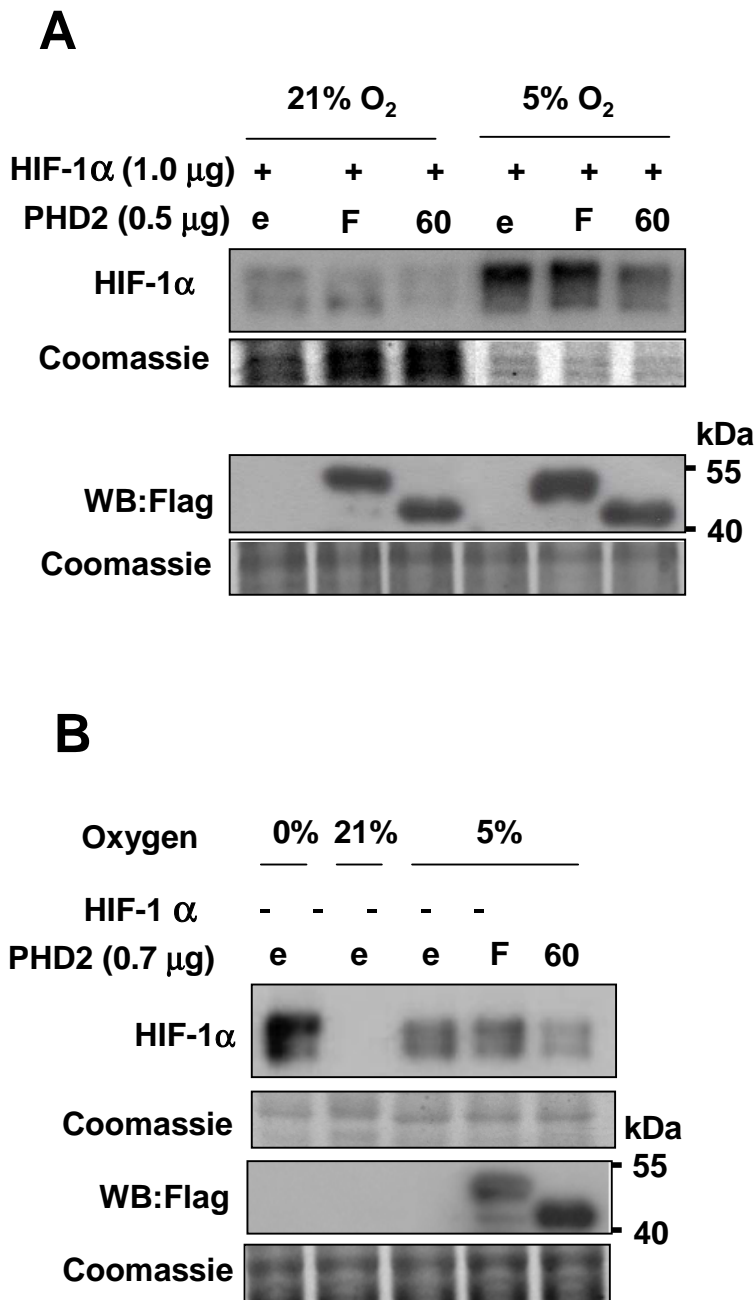 A
21% O2 5% O2
HIF-1α (1.0 μg) + + + + + +
PHD2 (0.5 μg) e F 60 e F 60
HIF-1α
Coomassie
kDa
55
WB:Flag
40
Coomassie
B
Oxygen 0% 21% 5%
HIF-1 α - - - - -
PHD2 (0.7 μg) e e e F 60
HIF-1α
Coomassie
kDa
55
WB:Flag
40
Coomassie